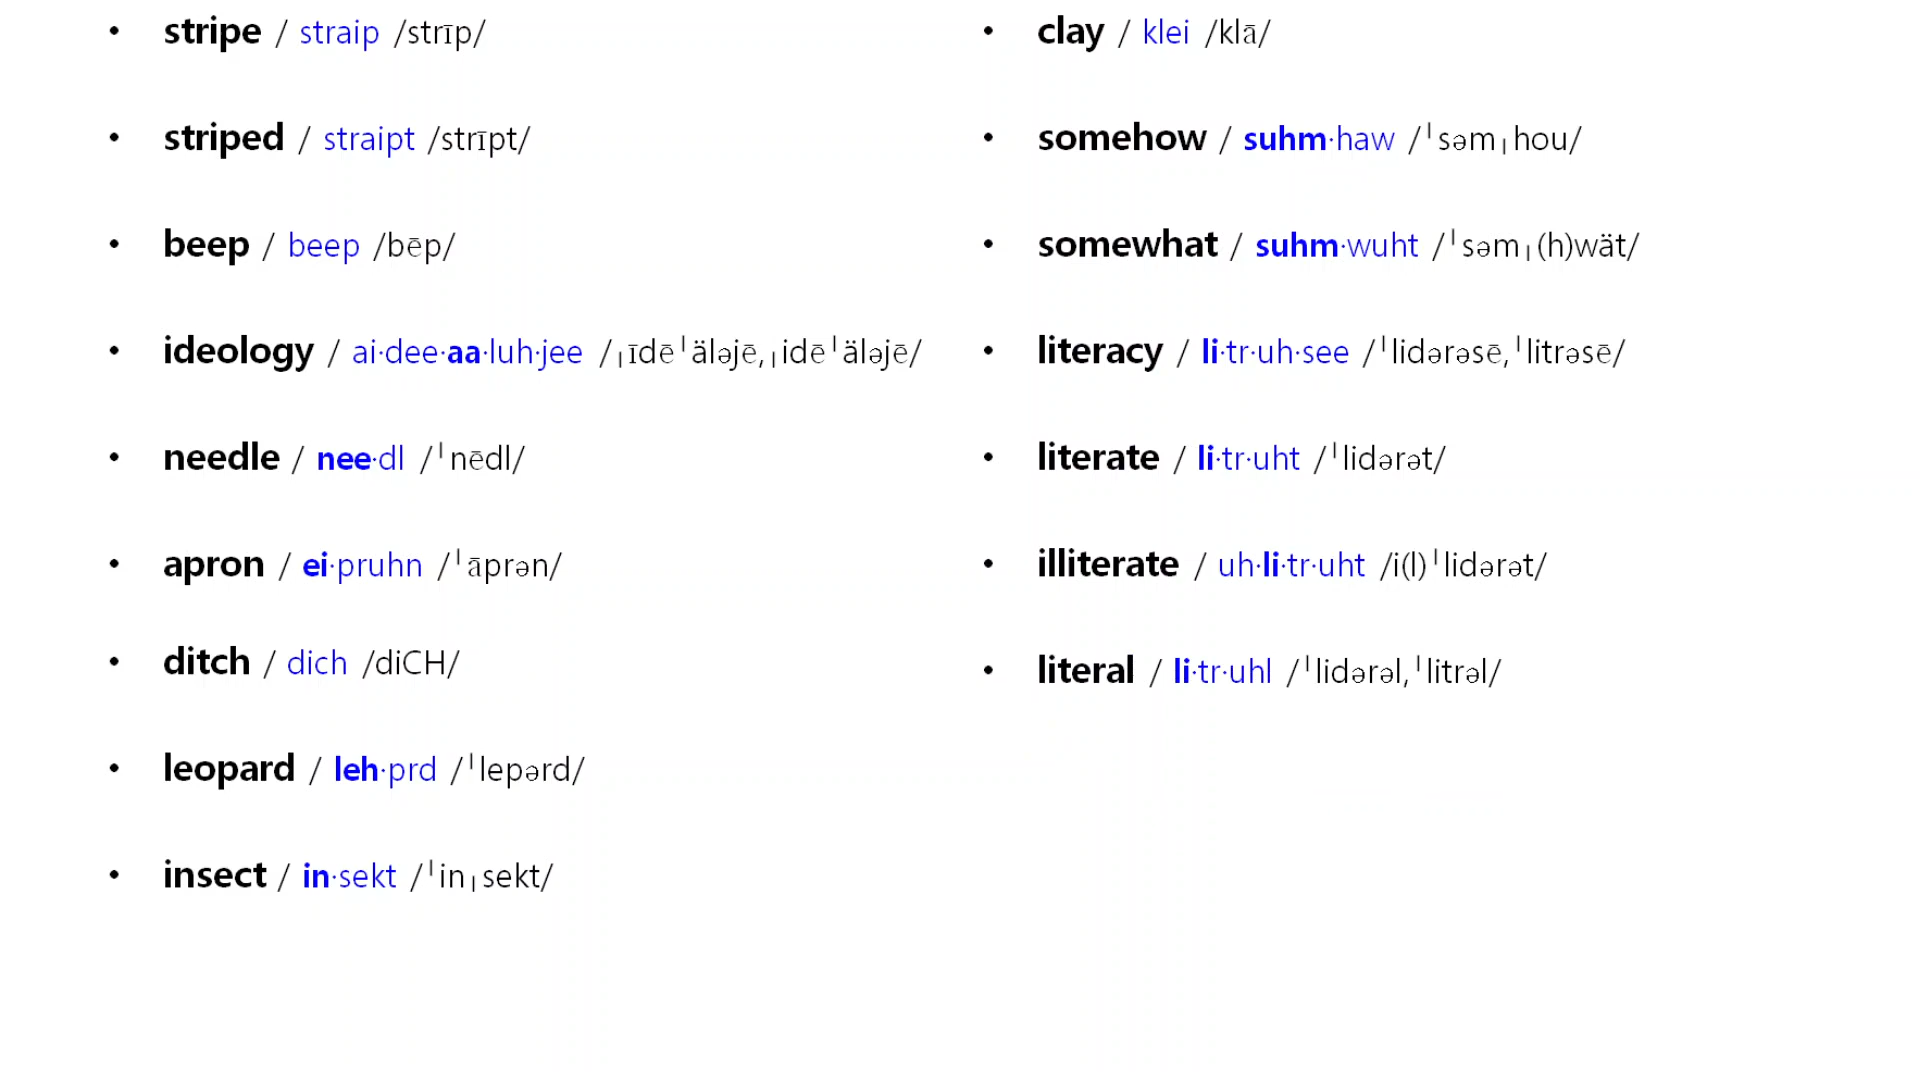 • stripe / straip /strīp/
• striped / straipt /strīpt/
• beep / beep /bēp/
• ideology / ai·dee·aa·luh·jee /ˌīdēˈäləjē,ˌidēˈäləjē/
• needle / nee·dl /ˈnēdl/
• apron / ei·pruhn /ˈāprən/
• ditch / dich /diCH/
• leopard / leh·prd /ˈlepərd/
• insect / in·sekt /ˈinˌsekt/
• clay / klei /klā/
• somehow / suhm·haw /ˈsəmˌhou/
• somewhat / suhm·wuht /ˈsəmˌ(h)wät/
• literacy / li·tr·uh·see /ˈlidərəsē,ˈlitrəsē/
• literate / li·tr·uht /ˈlidərət/
• illiterate / uh·li·tr·uht /i(l)ˈlidərət/
• literal / li·tr·uhl /ˈlidərəl,ˈlitrəl/